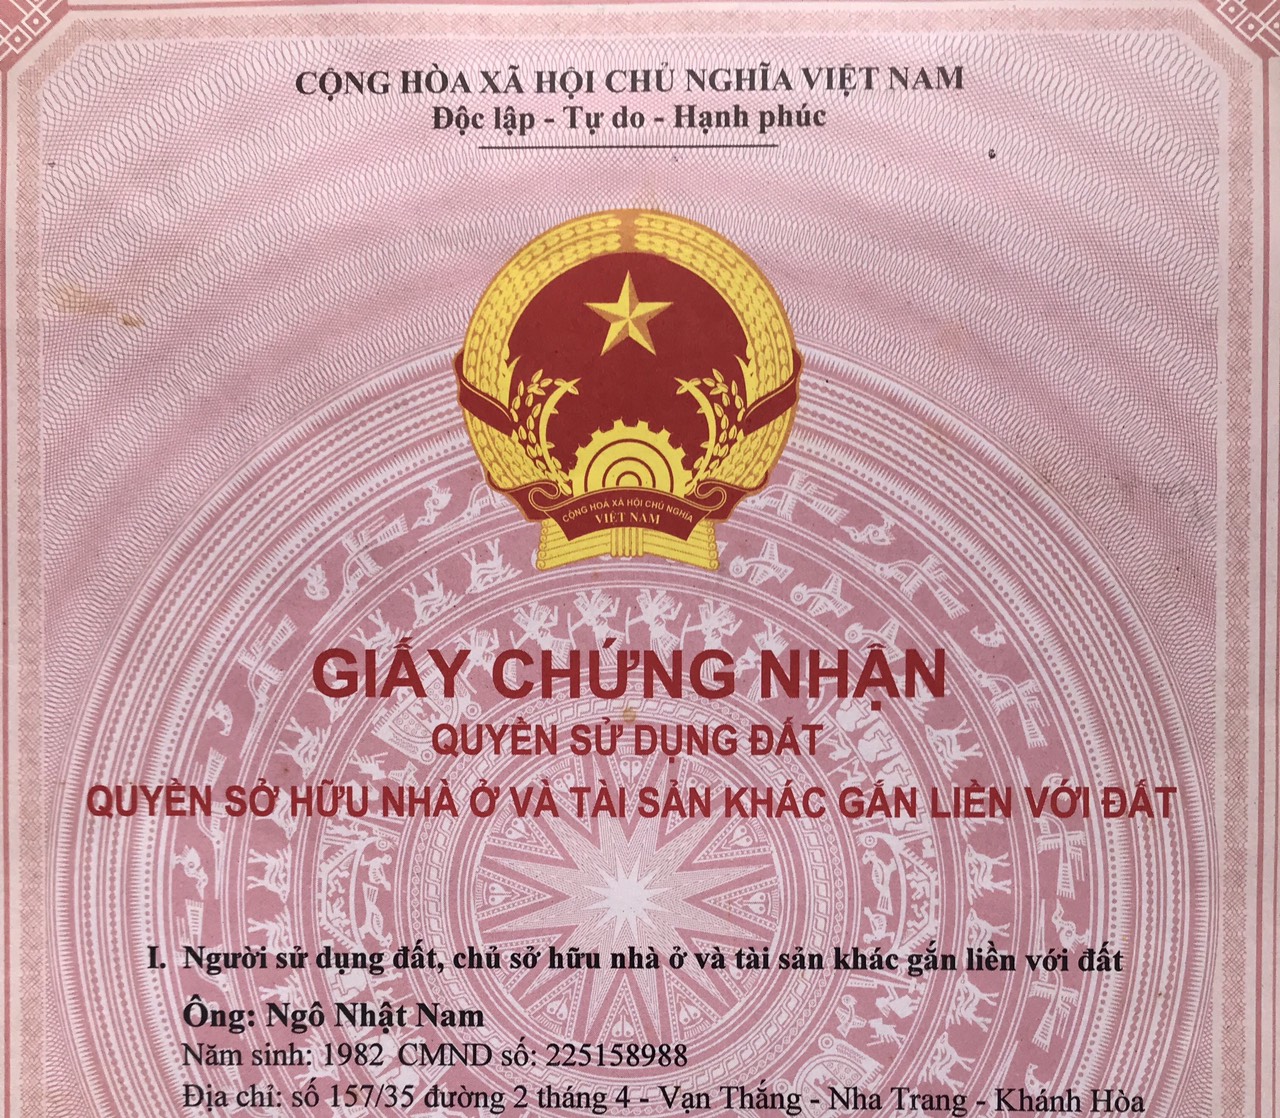 CỘNG HÒA XÃ HỘI CHỦ NGHĨA VIỆT NAM
Độc lập - Tự do - Hạnh phúc
CỘNG HOÀ XÃ HỘI CHỦ NGHĨA
VIỆT NAM
GIẤY CHỨNG NHẬN
QUYỀN SỬ DỤNG ĐẤT
QUYỀN SỞ HỮU NHÀ Ở VÀ TÀI SẢN KHÁC GẮN LIỀN VỚI ĐẤT
I. Người sử dụng đất, chủ sở hữu nhà ở và tài sản khác gắn liền với đất
Ông: Ngô Nhật Nam
Năm sinh: 1982 CMND số: 225158988
Địa chỉ: số 157/35 đường 2 tháng 4 - Vạn Thắng - Nha Trang - Khánh Hòa